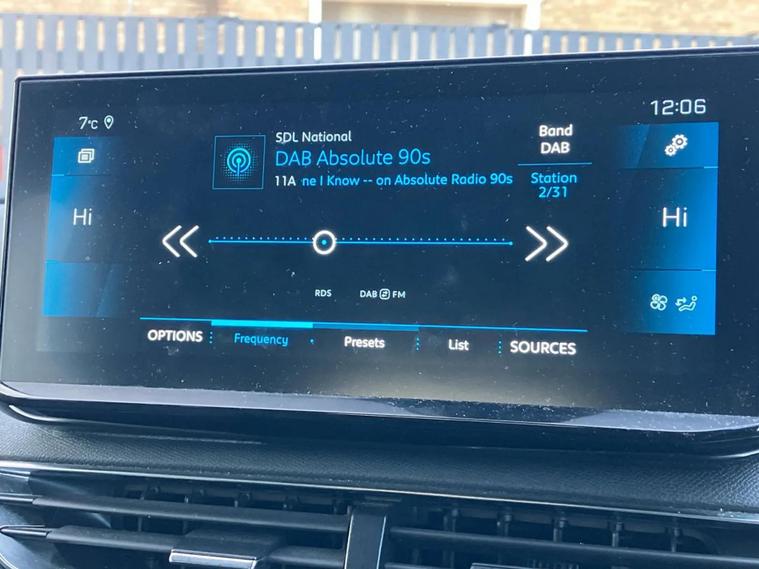 7°C
12:06
SDL National
DAB Absolute 90s
11A ne I Know -- on Absolute Radio 90s
Band
DAB
Station
2/31
Hi
Hi
RDS
DAB FM
OPTIONS
Frequency
Presets
List
SOURCES